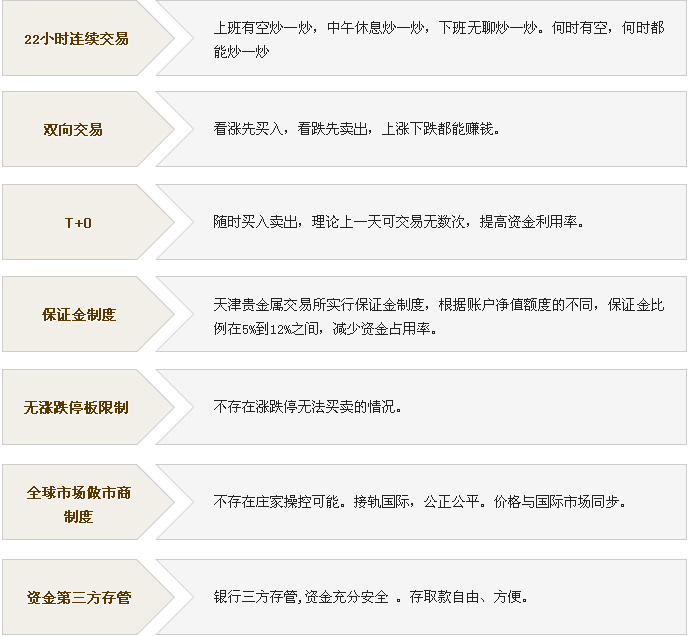 22小时连续交易
上班有空炒一炒，中午休息炒一炒，下班无聊炒一炒。何时有空，何时都
能炒一炒
双向交易
看涨先买入，看跌先卖出，上涨下跌都能赚钱。
T+0
随时买入卖出，理论上一天可交易无数次，提高资金利用率。
保证金制度
天津贵金属交易所实行保证金制度，根据账户净值额度的不同，保证金比
例在5%到12%之间，减少资金占用率。
无涨跌停板限制
不存在涨跌停无法买卖的情况。
全球市场做市商
制度
不存在庄家操控可能。接轨国际，公正公平。价格与国际市场同步。
资金第三方存管
银行三方存管,资金充分安全 。存取款自由、方便。